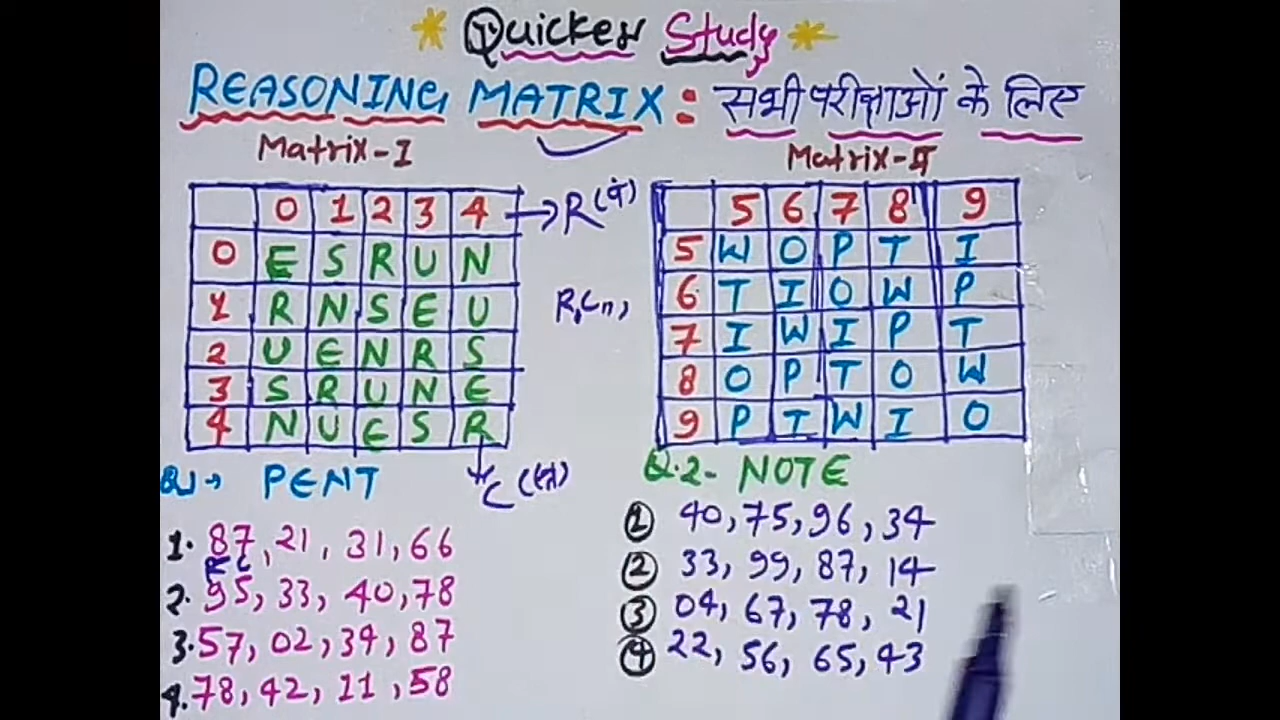 Quicker Study
REASONING MATRIX : सभी परीक्षाओं के लिए
Matrix-I
0 1 2 3 4 → R
0 E S R U N
1 R N S E U
2 U E N R S
3 S R U N E
4 N U E S R
C
R,Cn,
Matrix-II
5 6 7 8 9
5 W O P T I
6 T I O W P
7 I W I P T
8 O P T O W
9 P T W I O
Q.1→ PENT
1. 87, 21, 31, 66
R C
2. 95, 33, 40, 78
3. 57, 02, 34, 87
4. 78, 42, 11, 58
Q.2- NOTE
① 40, 75, 96, 34
② 33, 99, 87, 14
③ 04, 67, 78, 21
④ 22, 56, 65, 43